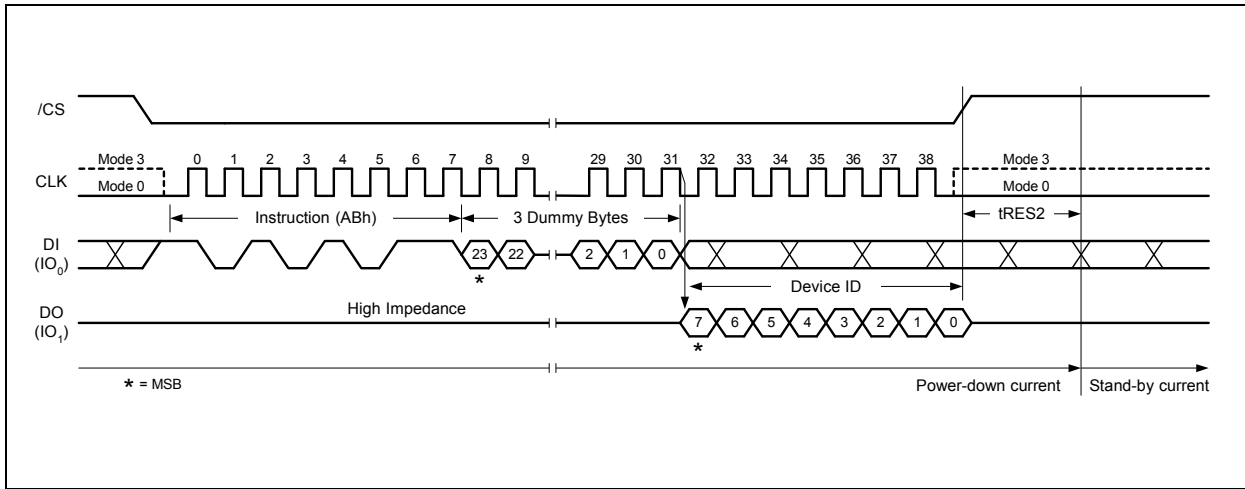 /CS
Mode 3 0 1 2 3 4 5 6 7 8 9 29 30 31 32 33 34 35 36 37 38 Mode 3
CLK
Mode 0 Mode 0
Instruction (ABh) 3 Dummy Bytes tRES2
DI
(IO0)
23 22 2 1 0
*
Device ID
High Impedance
DO
(IO1)
7 6 5 4 3 2 1 0
*
* = MSB
Power-down current Stand-by current